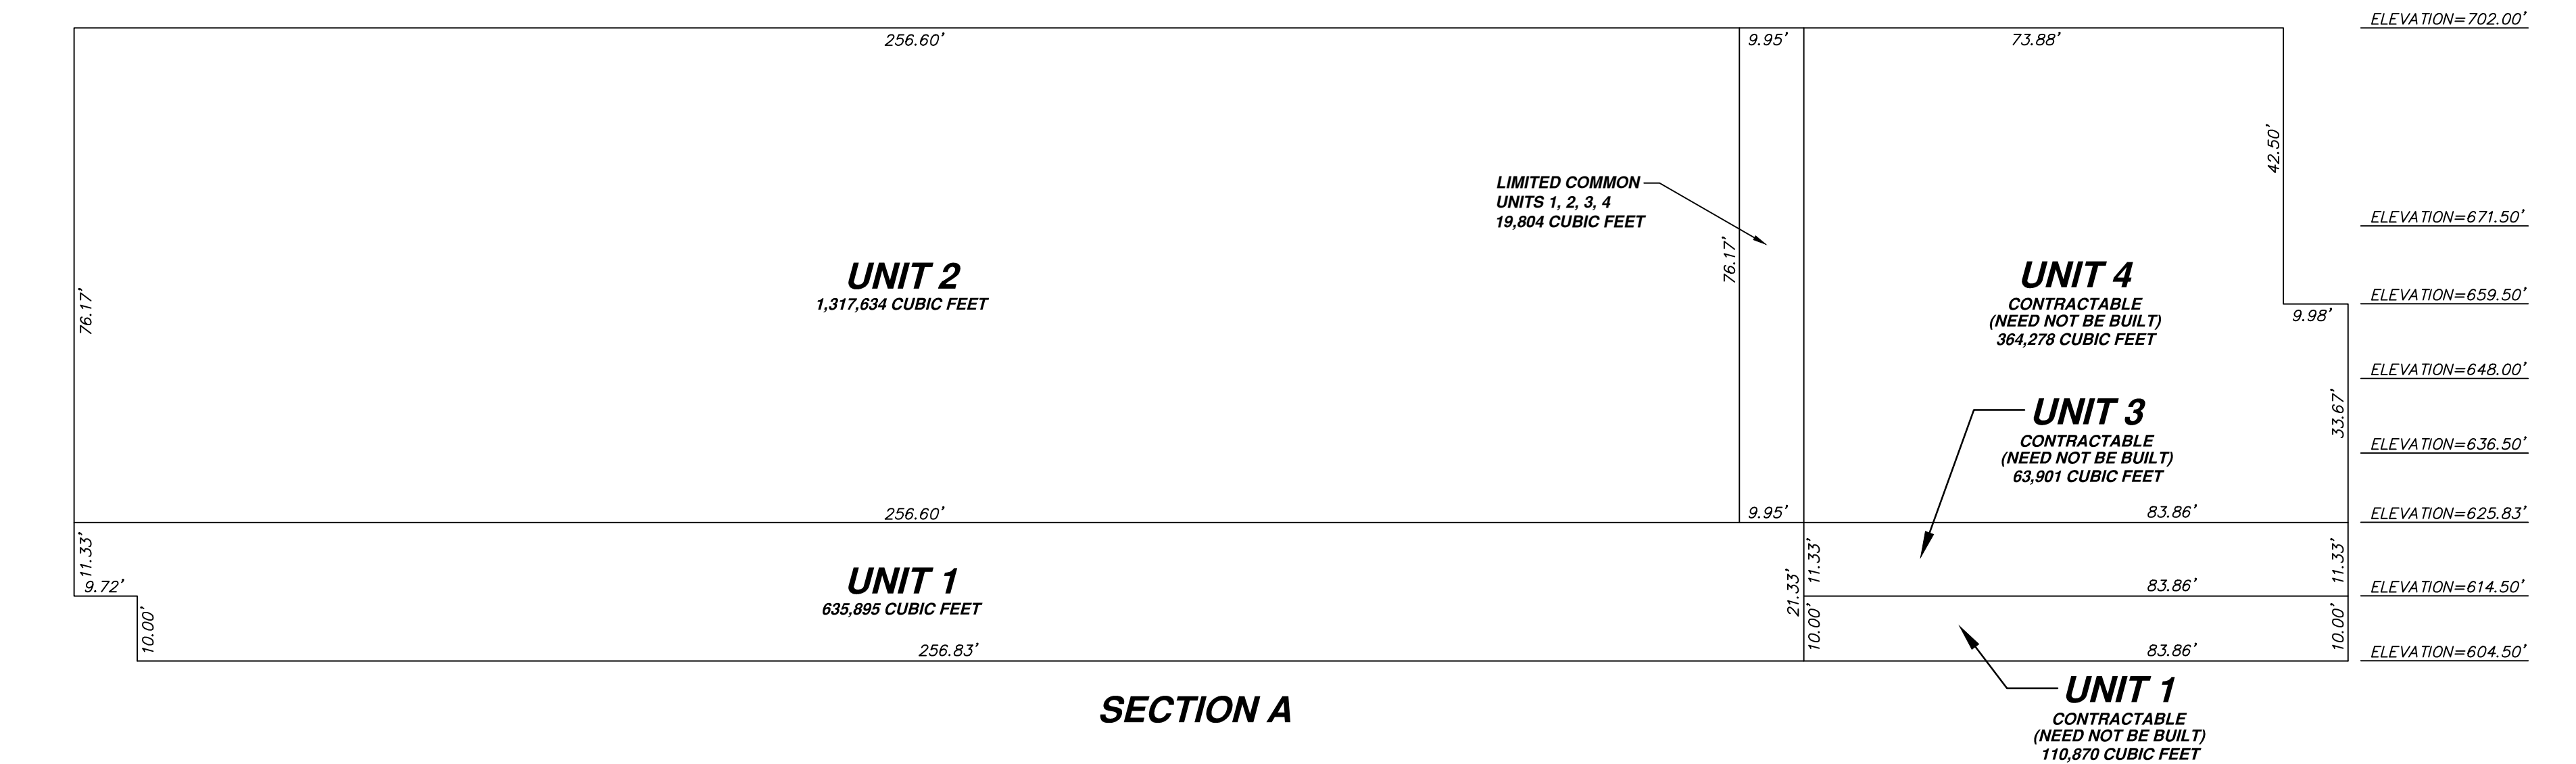 ELEVATION=702.00'
256.60'
9.95'
73.88'
42.50'
LIMITED COMMON
UNITS 1, 2, 3, 4
19,804 CUBIC FEET
ELEVATION=671.50'
76.17'
76.17'
UNIT 2
1,317,634 CUBIC FEET
UNIT 4
CONTRACTABLE
(NEED NOT BE BUILT)
364,278 CUBIC FEET
ELEVATION=659.50'
9.98'
ELEVATION=648.00'
33.67'
UNIT 3
CONTRACTABLE
(NEED NOT BE BUILT)
63,901 CUBIC FEET
ELEVATION=636.50'
256.60'
9.95'
83.86'
ELEVATION=625.83'
11.33'
9.72'
10.00'
UNIT 1
635,895 CUBIC FEET
21.33'
11.33'
11.33'
83.86'
ELEVATION=614.50'
10.00'
10.00'
256.83'
83.86'
ELEVATION=604.50'
UNIT 1
CONTRACTABLE
(NEED NOT BE BUILT)
110,870 CUBIC FEET
SECTION A